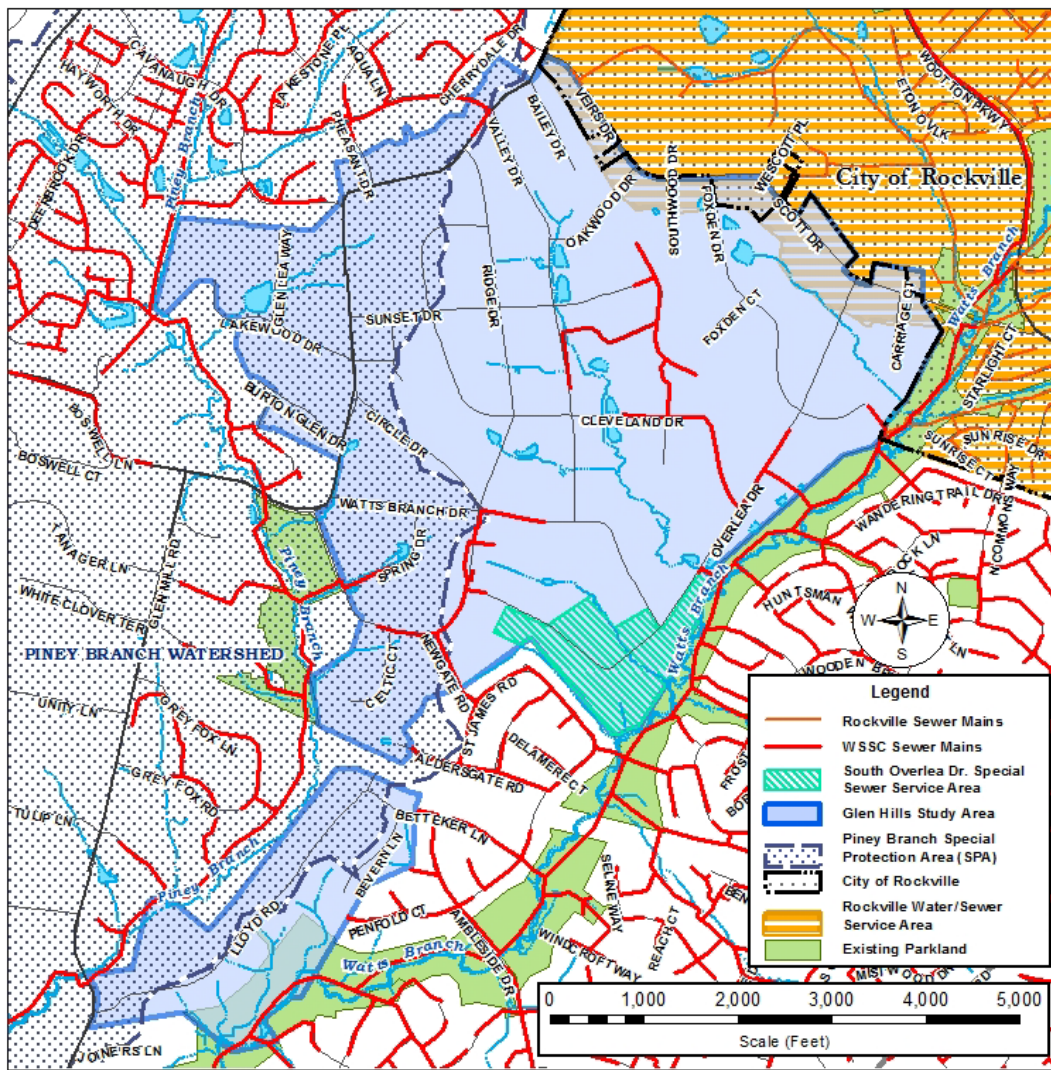 CAVANAUGH DR
HAYWORTH DR
AQUA LN
CHERRYDALE DR
PHEASANT DR
Piney Branch
VALLEY DR
BAILEY DR
VEIRS DR
OAKWOOD DR
SOUTHWOOD DR
FOXDEN DR
WESCOTT PL
SCOTT DR
WOOTTON PKWY
City of Rockville
GLEN LEA WAY
LAKEWOOD DR
SUNSET DR
RIDGE DR
FOXDEN CT
CARRIAGE CT
Watts Branch
STARLIGHT CT
BURTON GLEN DR
CIRCLE DR
CLEVELAND DR
SUNRISE DR
SUNRISE CT
BOSWELL LN
BOSWELL CT
WATTS BRANCH DR
OVERLEA DR
WANDERING TRAIL DR
N COMMONS WAY
TANAGER LN
GLEN MILL RD
Piney Branch
SPRING DR
Watts Branch
WHITE CLOVER TER
PINEY BRANCH WATERSHED
CELTIC CT
NEWGATE RD
UNITY LN
GREY FOX LN
ST JAMES RD
DELAMERE CT
GREY FOX RD
ALDERSGATE RD
TULIP LN
BETTEKER LN
BEVERN LN
Piney Branch
LLOYD RD
PENFOLD CT
AMBLESIDE DR
Watts Branch
SELINE WAY
WINDCROFT WAY
REACH CT
JOINERS LN
N
W
E
S
Legend
Rockville Sewer Mains
WSSC Sewer Mains
South Overlea Dr. Special
Sewer Service Area
Glen Hills Study Area
Piney Branch Special
Protection Area (SPA)
City of Rockville
Rockville Water/Sewer
Service Area
Existing Parkland
0 1,000 2,000 3,000 4,000 5,000
Scale (Feet)